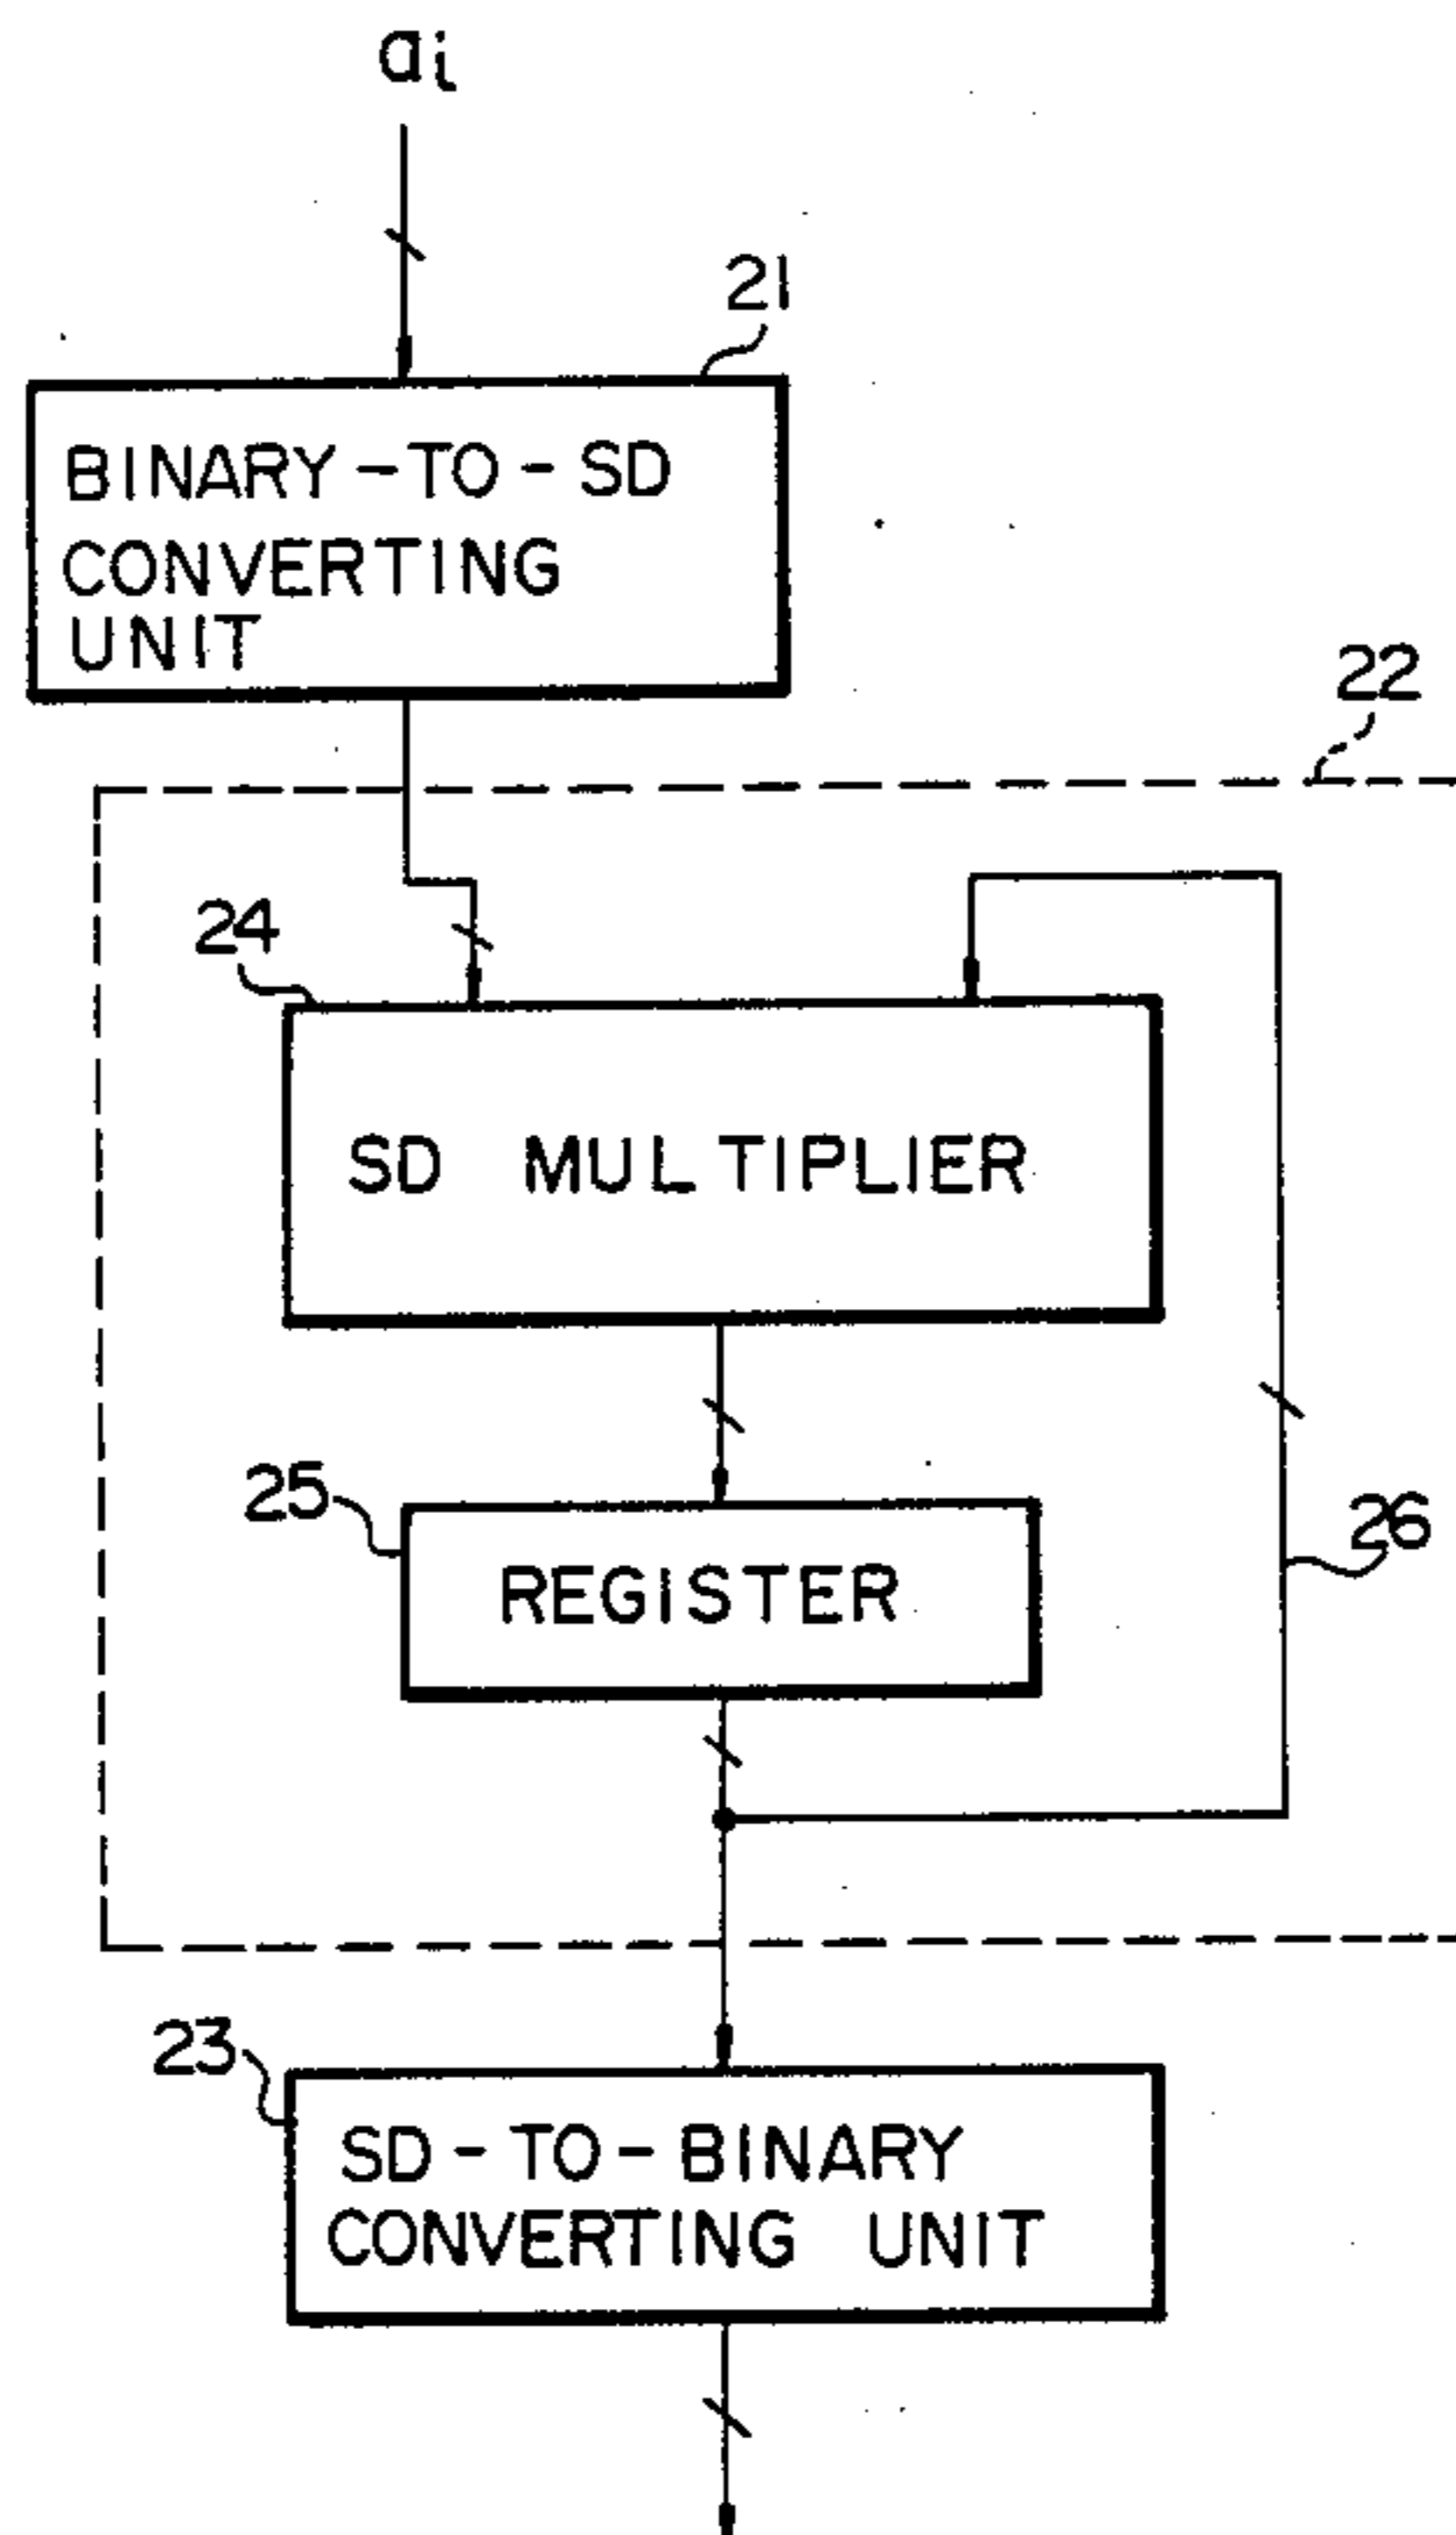 ai
21
BINARY-TO-SD
CONVERTING
UNIT
22
24
SD MULTIPLIER
25
REGISTER
26
23
SD-TO-BINARY
CONVERTING UNIT